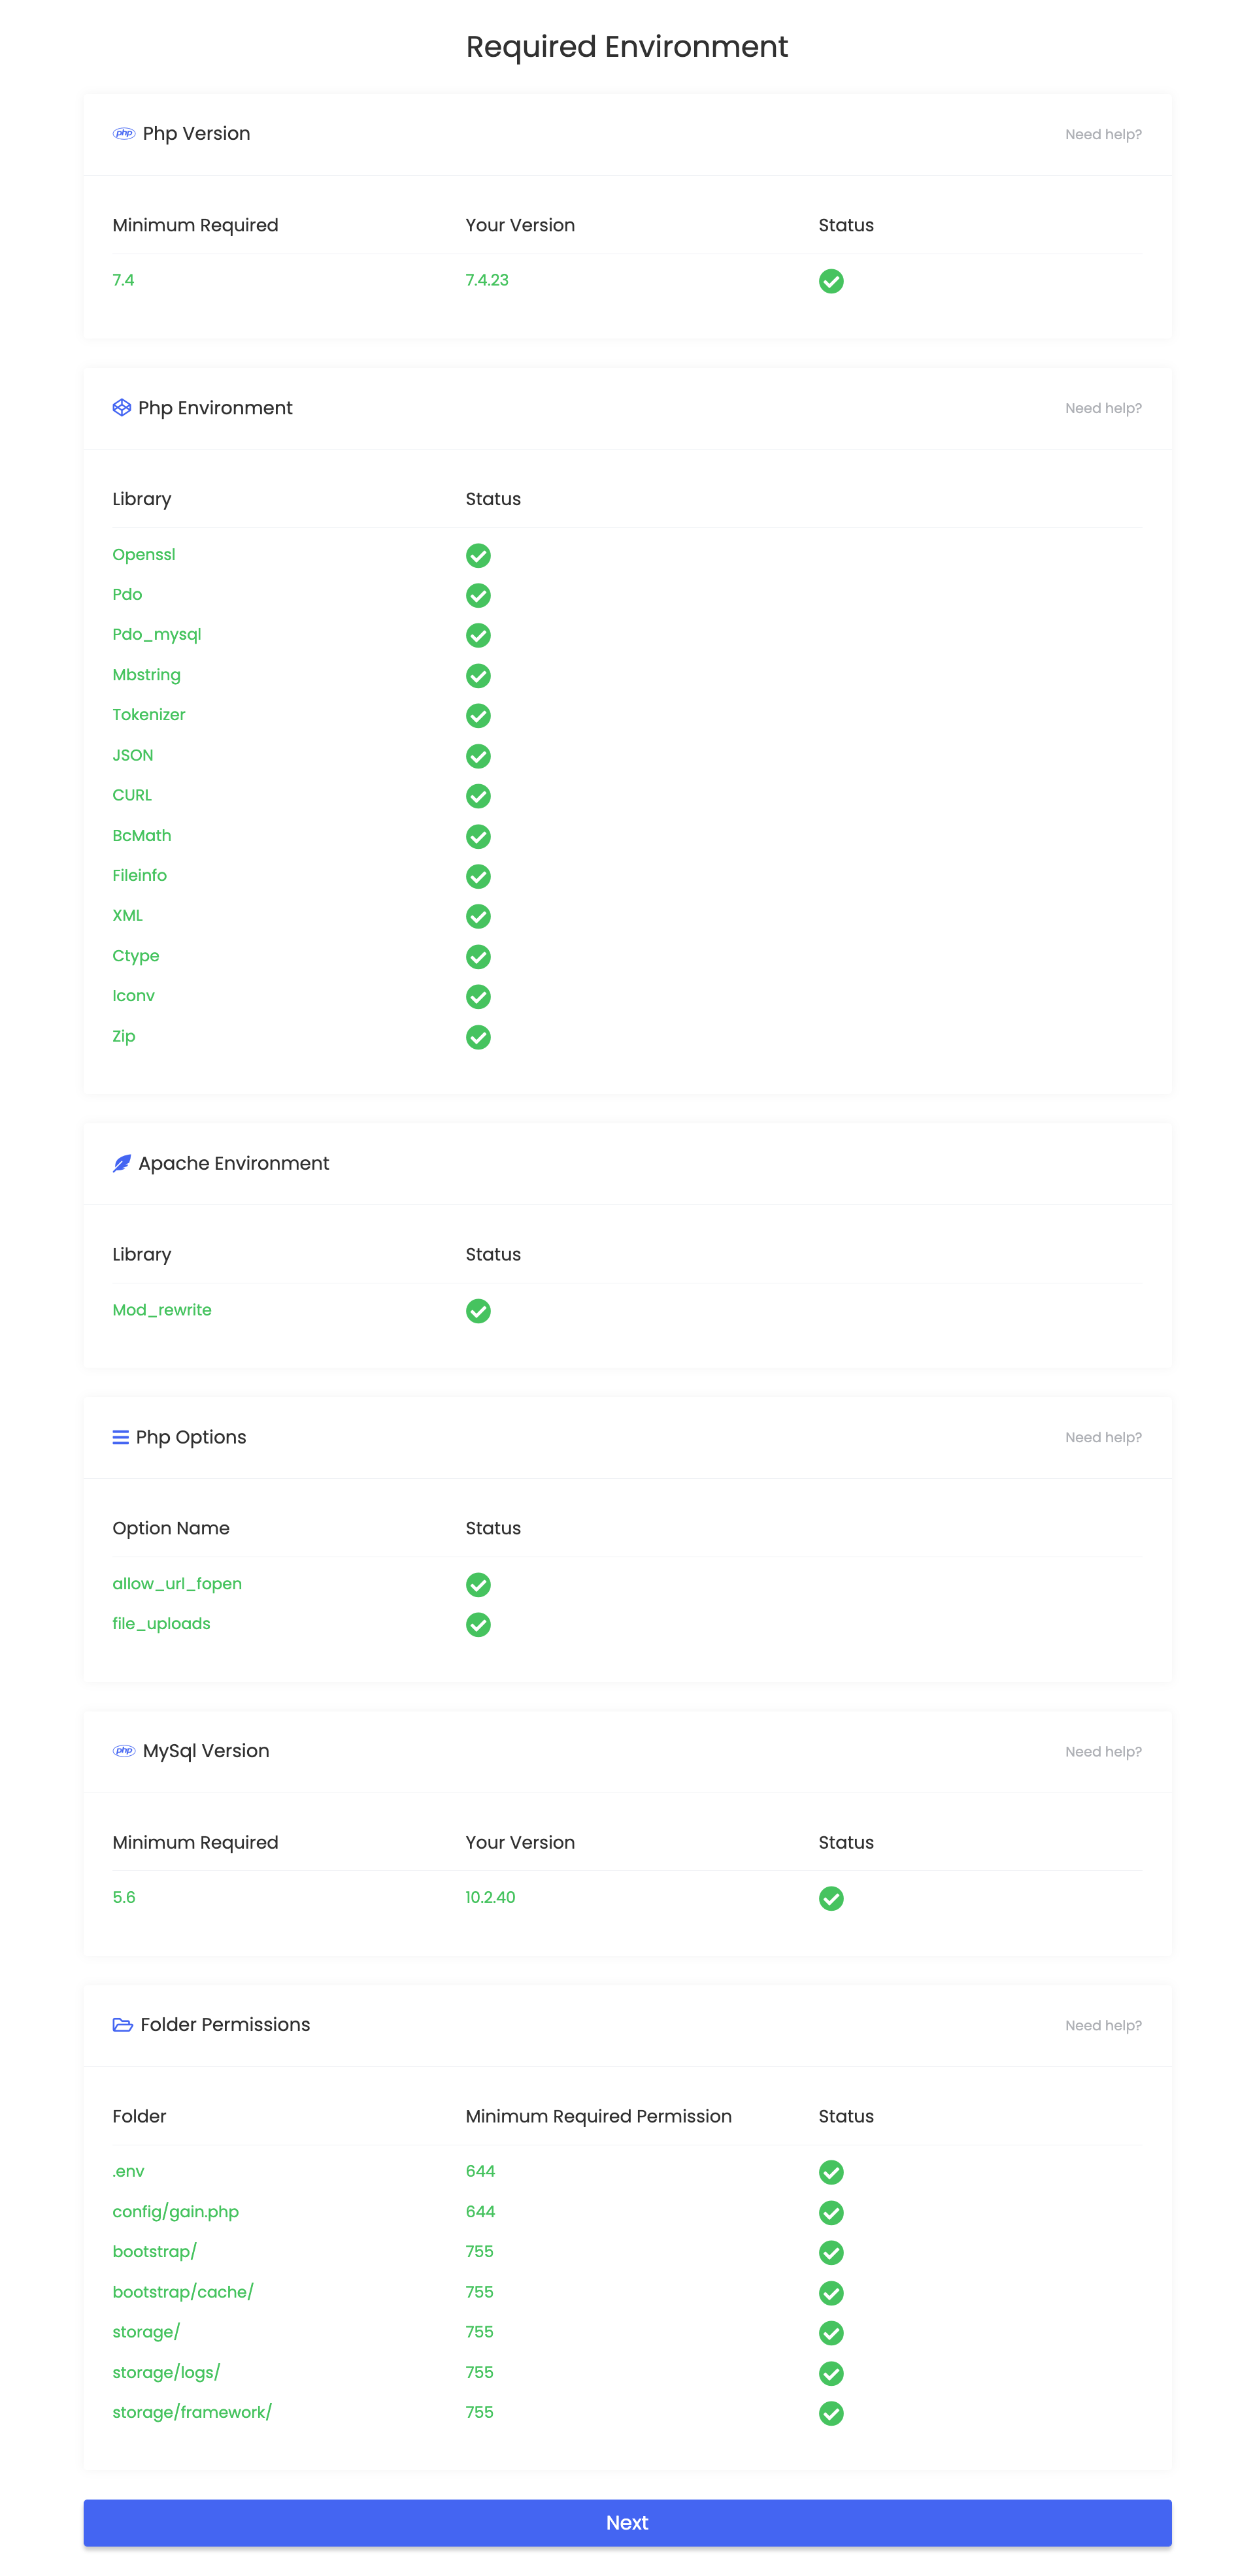 Required Environment
php Php Version Need help?
Minimum Required Your Version Status
7.4 7.4.23
Php Environment Need help?
Library Status
Openssl
Pdo
Pdo_mysql
Mbstring
Tokenizer
JSON
CURL
BcMath
Fileinfo
XML
Ctype
Iconv
Zip
Apache Environment
Library Status
Mod_rewrite
Php Options Need help?
Option Name Status
allow_url_fopen
file_uploads
php MySql Version Need help?
Minimum Required Your Version Status
5.6 10.2.40
Folder Permissions Need help?
Folder Minimum Required Permission Status
.env 644
config/gain.php 644
bootstrap/ 755
bootstrap/cache/ 755
storage/ 755
storage/logs/ 755
storage/framework/ 755
Next